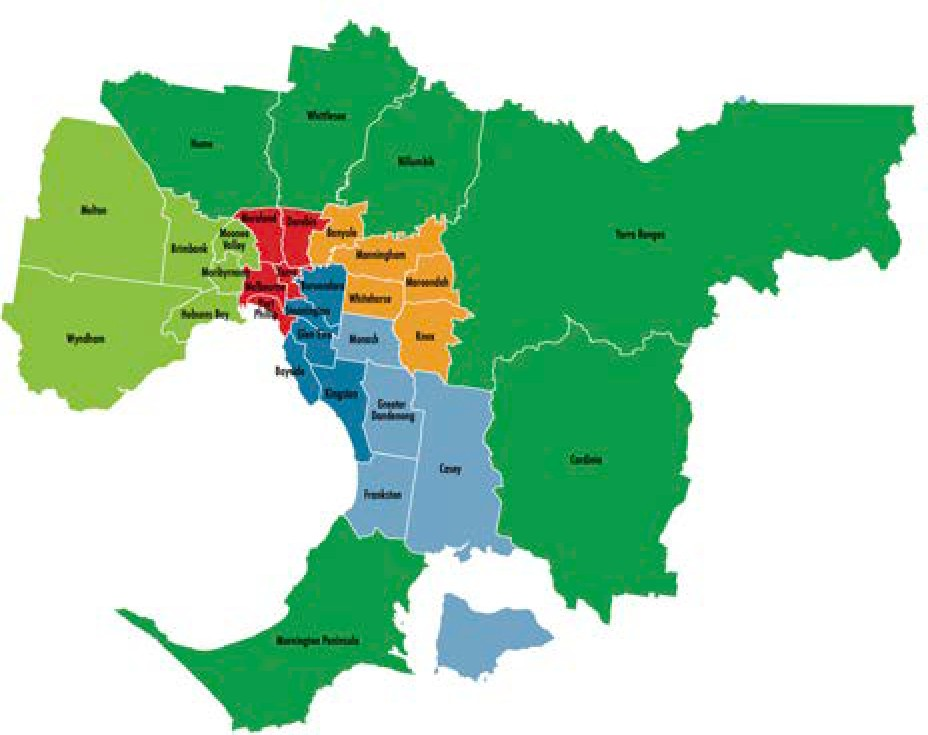 Whittlesea
Hume
Nillumbik
Melton
Moreland
Darebin
Banyule
Moonee
Valley
Brimbank
Yarra Ranges
Manningham
Maribyrnong
Yarra
Melbourne
Boroondara
Maroondah
Whitehorse
Port
Phillip
Hobsons Bay
Stonnington
Glen Eira
Monash
Knox
Wyndham
Bayside
Kingston
Greater
Dandenong
Cardinia
Casey
Frankston
Mornington Peninsula